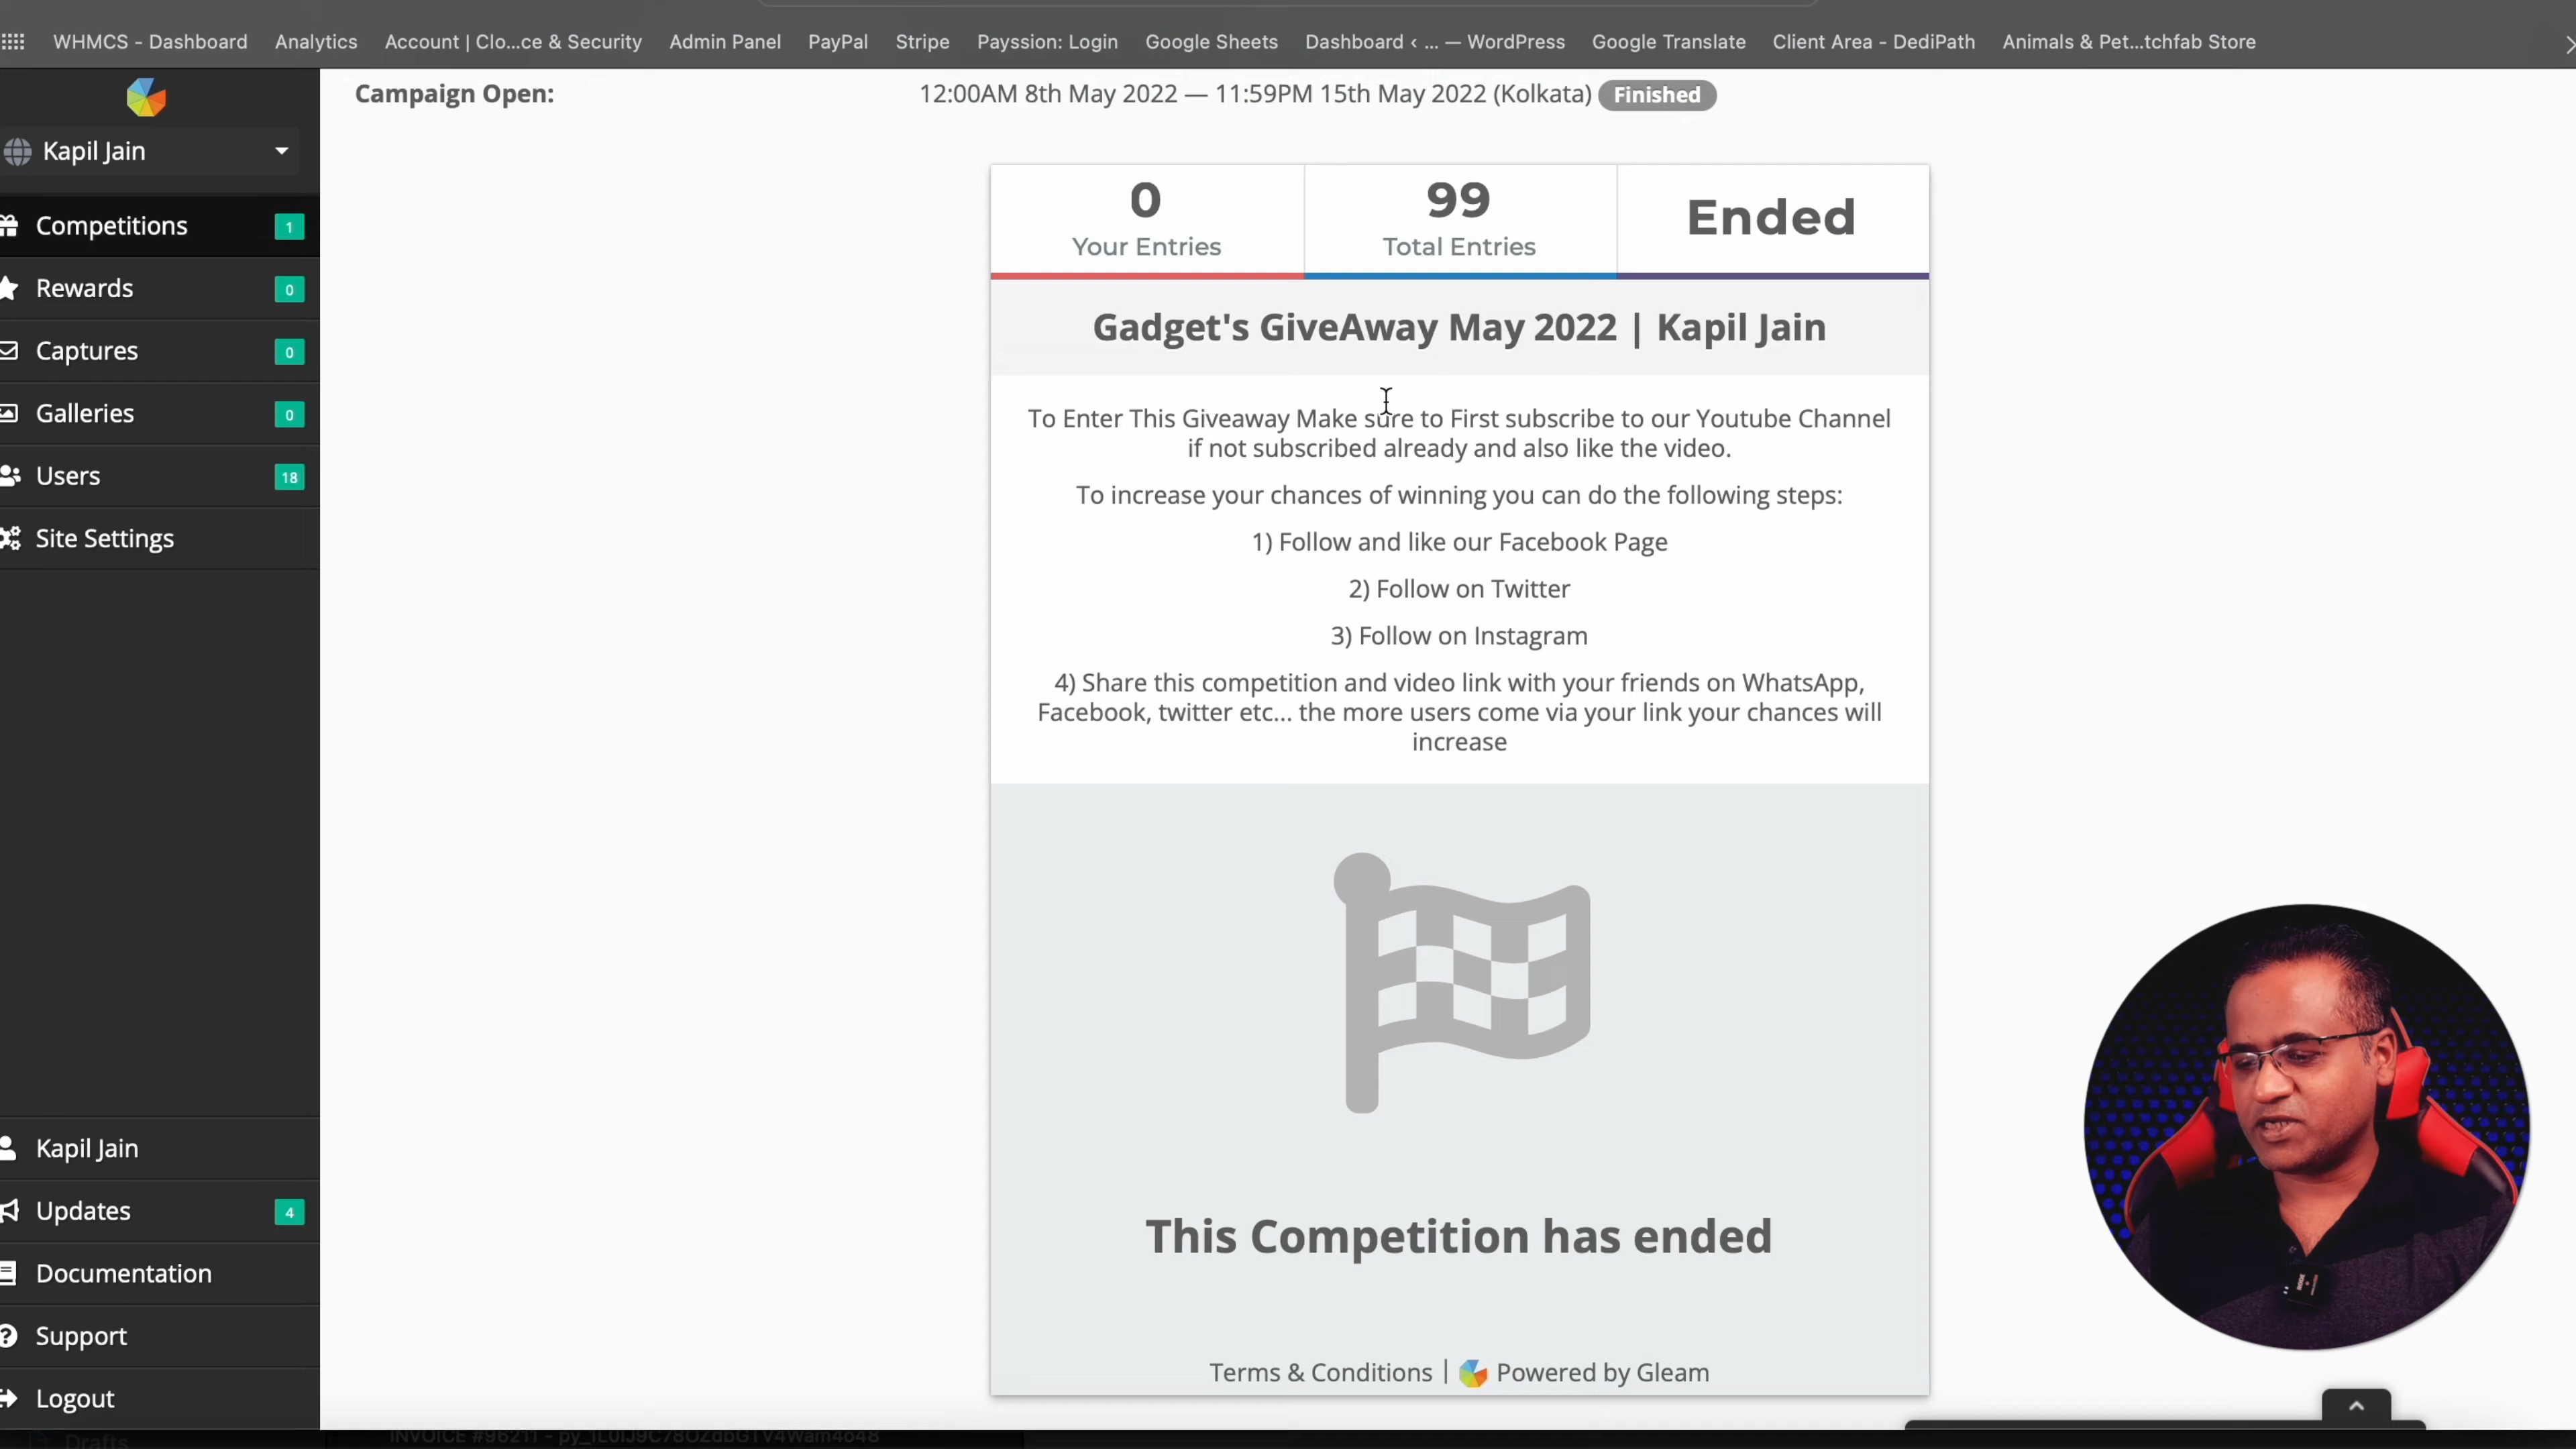 WHMCS - Dashboard Analytics Account | Clo...ce & Security Admin Panel PayPal Stripe Payssion: Login Google Sheets Dashboard ‹ ... — WordPress Google Translate Client Area - DediPath Animals & Pet...tchfab Store
Campaign Open: 12:00AM 8th May 2022 — 11:59PM 15th May 2022 (Kolkata) Finished
Kapil Jain
Competitions 1
Rewards 0
Captures 0
Galleries 0
Users 18
Site Settings
Kapil Jain
Updates 4
Documentation
Support
Logout
Drafts
0 99 Ended
Your Entries Total Entries
Gadget's GiveAway May 2022 | Kapil Jain
To Enter This Giveaway Make sure to First subscribe to our Youtube Channel
if not subscribed already and also like the video.
To increase your chances of winning you can do the following steps:
1) Follow and like our Facebook Page
2) Follow on Twitter
3) Follow on Instagram
4) Share this competition and video link with your friends on WhatsApp,
Facebook, twitter etc... the more users come via your link your chances will
increase
This Competition has ended
Terms & Conditions | Powered by Gleam
INVOICE #96211 -